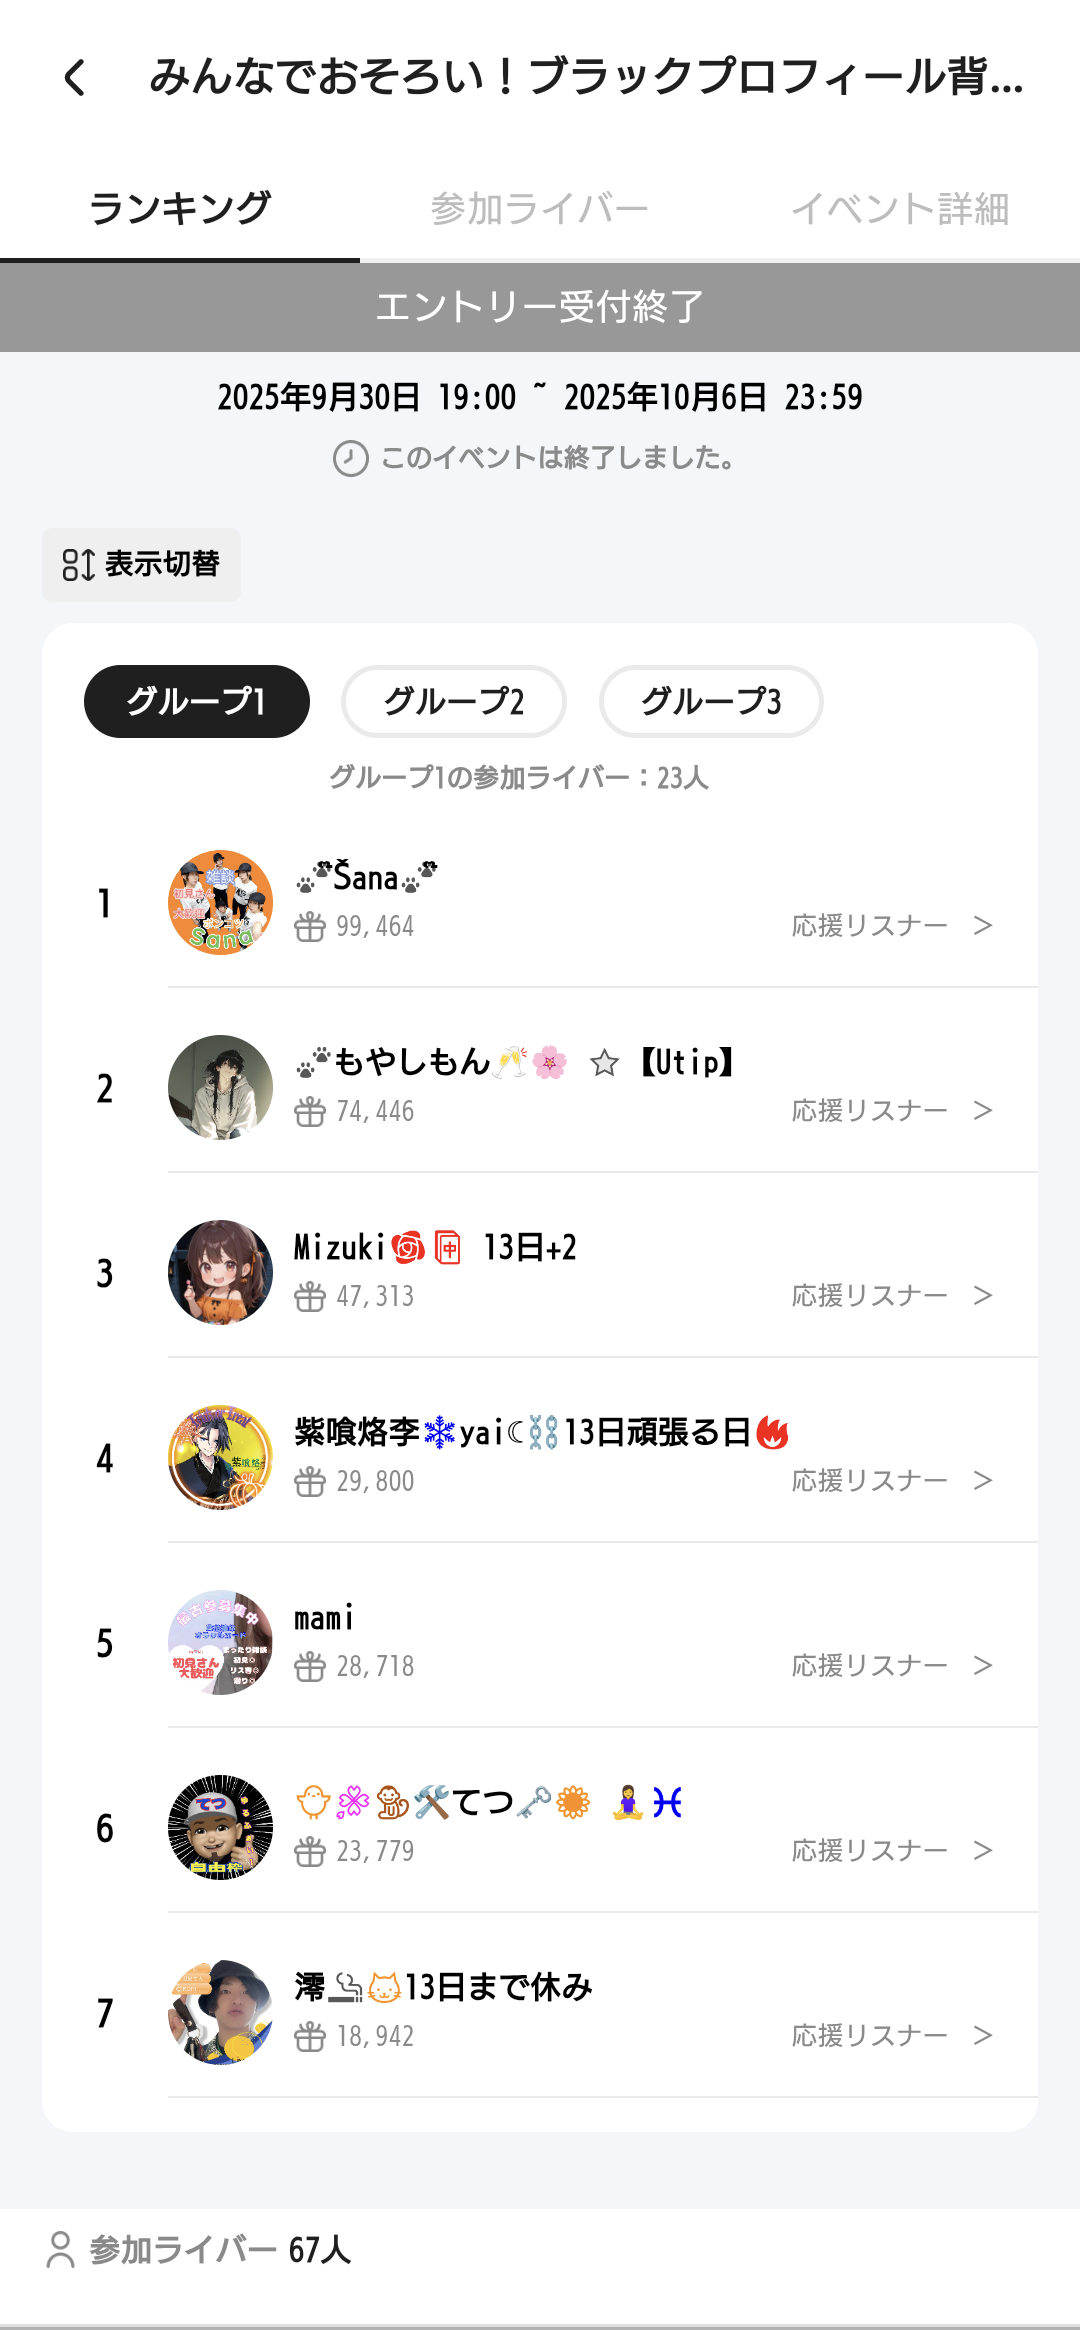 みんなでおそろい！ブラックプロフィール背...
ランキング
参加ライバー
イベント詳細
エントリー受付終了
2025年9月30日 19:00 ~ 2025年10月6日 23:59
このイベントは終了しました。
表示切替
グループ1
グループ2
グループ3
グループ1の参加ライバー：23人
1
🐾Šana🐾
99,464
応援リスナー >
2
🐾もやしもん🥂🌸 ☆【Utip】
74,446
応援リスナー >
3
Mizuki🌹🀄 13日+2
47,313
応援リスナー >
4
紫喰烙李❄yai☾⛓13日頑張る日🔥
29,800
応援リスナー >
5
mami
28,718
応援リスナー >
6
🐤💮🐒🛠てつ🗝🌼 🧘‍♀️♓
23,779
応援リスナー >
7
澪🚬🐱13日まで休み
18,942
応援リスナー >
参加ライバー 67人